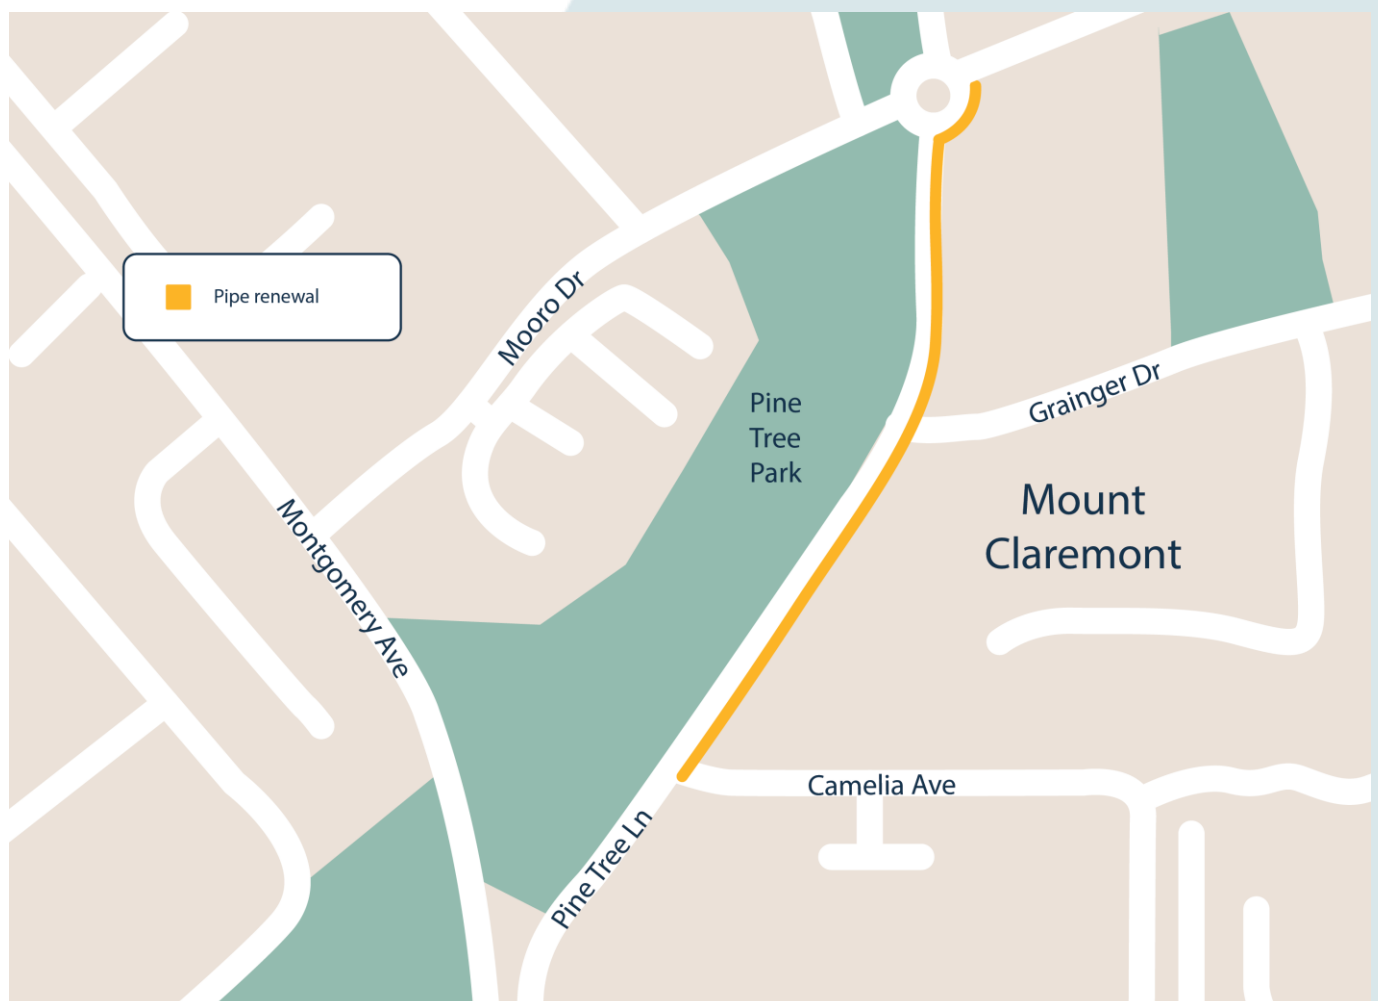 Pipe renewal
Mooro Dr
Pine
Tree
Park
Grainger Dr
Mount
Claremont
Montgomery Ave
Camelia Ave
Pine Tree Ln